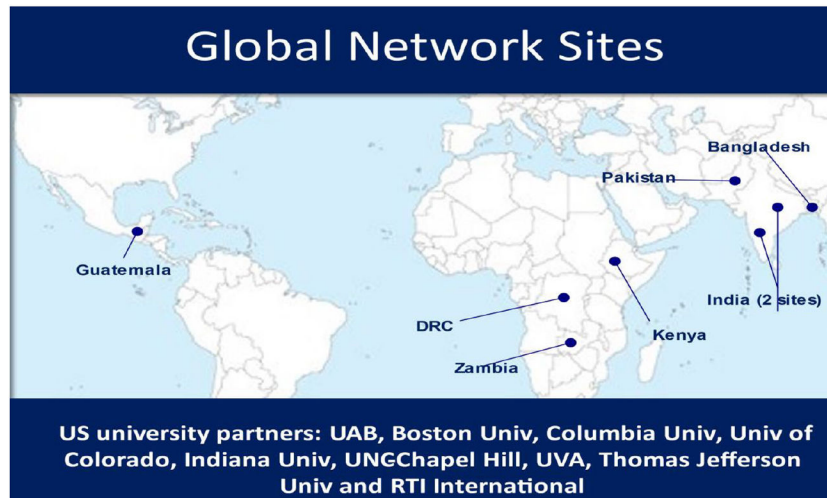 Global Network Sites
Bangladesh
Pakistan
Guatemala
India (2 sites)
DRC
Kenya
Zambia
US university partners: UAB, Boston Univ, Columbia Univ, Univ of
Colorado, Indiana Univ, UNGChapel Hill, UVA, Thomas Jefferson
Univ and RTI International